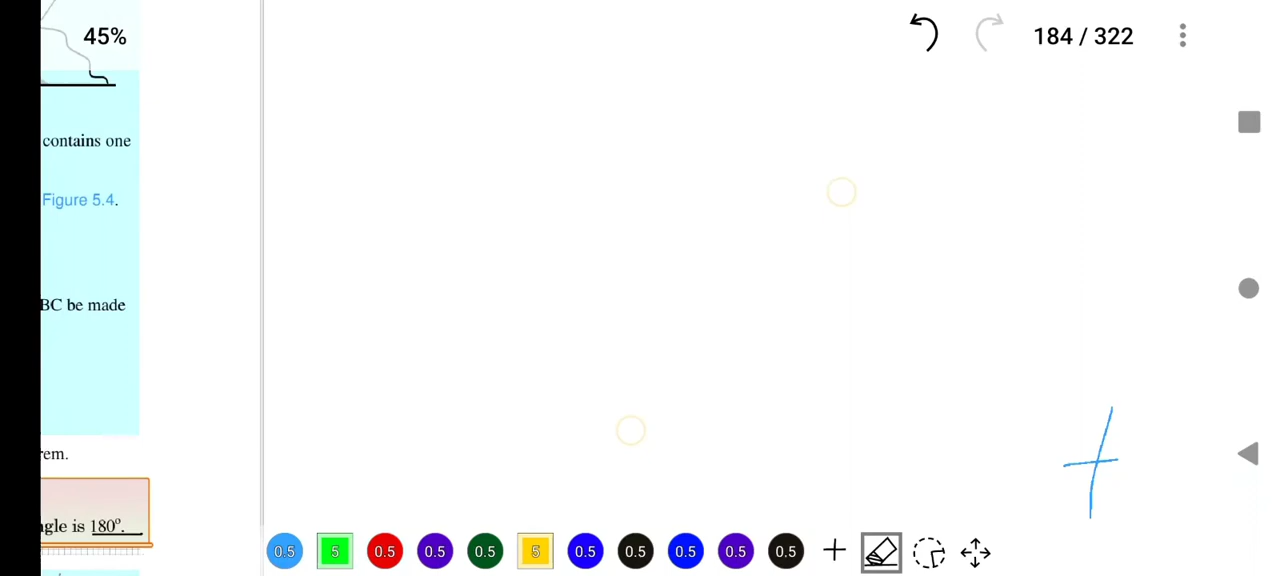 45%
184 / 322
contains one
Figure 5.4.
BC be made
rem.
ngle is 180º.
0.5 5 0.5 0.5 0.5 5 0.5 0.5 0.5 0.5 0.5